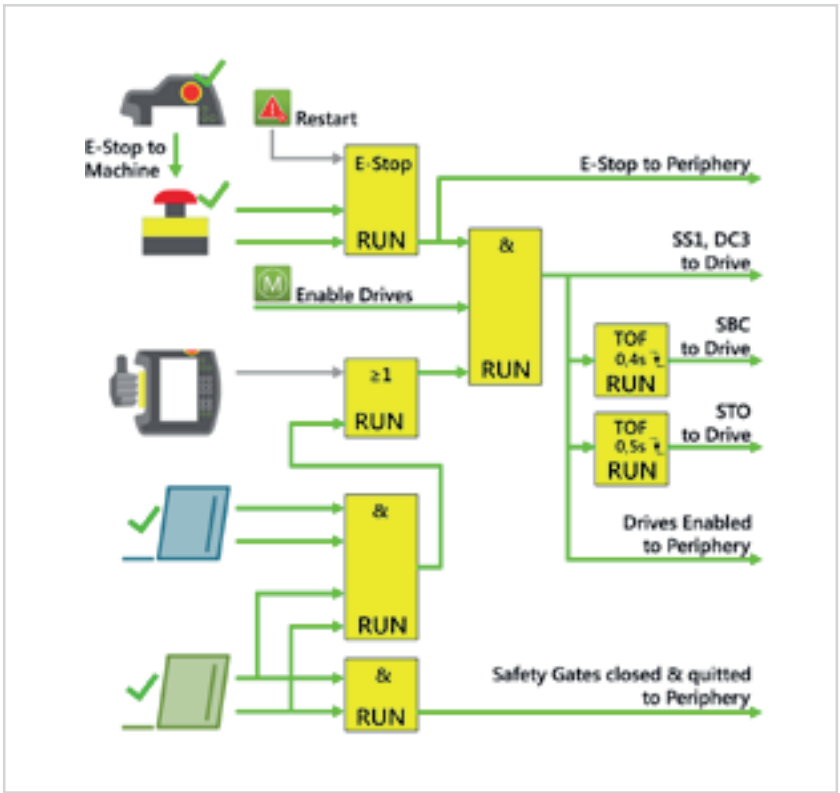 Restart
E-Stop to
Machine
E-Stop
RUN
E-Stop to Periphery
&
RUN
SS1, DC3
to Drive
M
Enable Drives
TOF
0,4s
RUN
SBC
to Drive
≥1
RUN
TOF
0,5s
RUN
STO
to Drive
&
RUN
Drives Enabled
to Periphery
&
RUN
Safety Gates closed & quitted
to Periphery